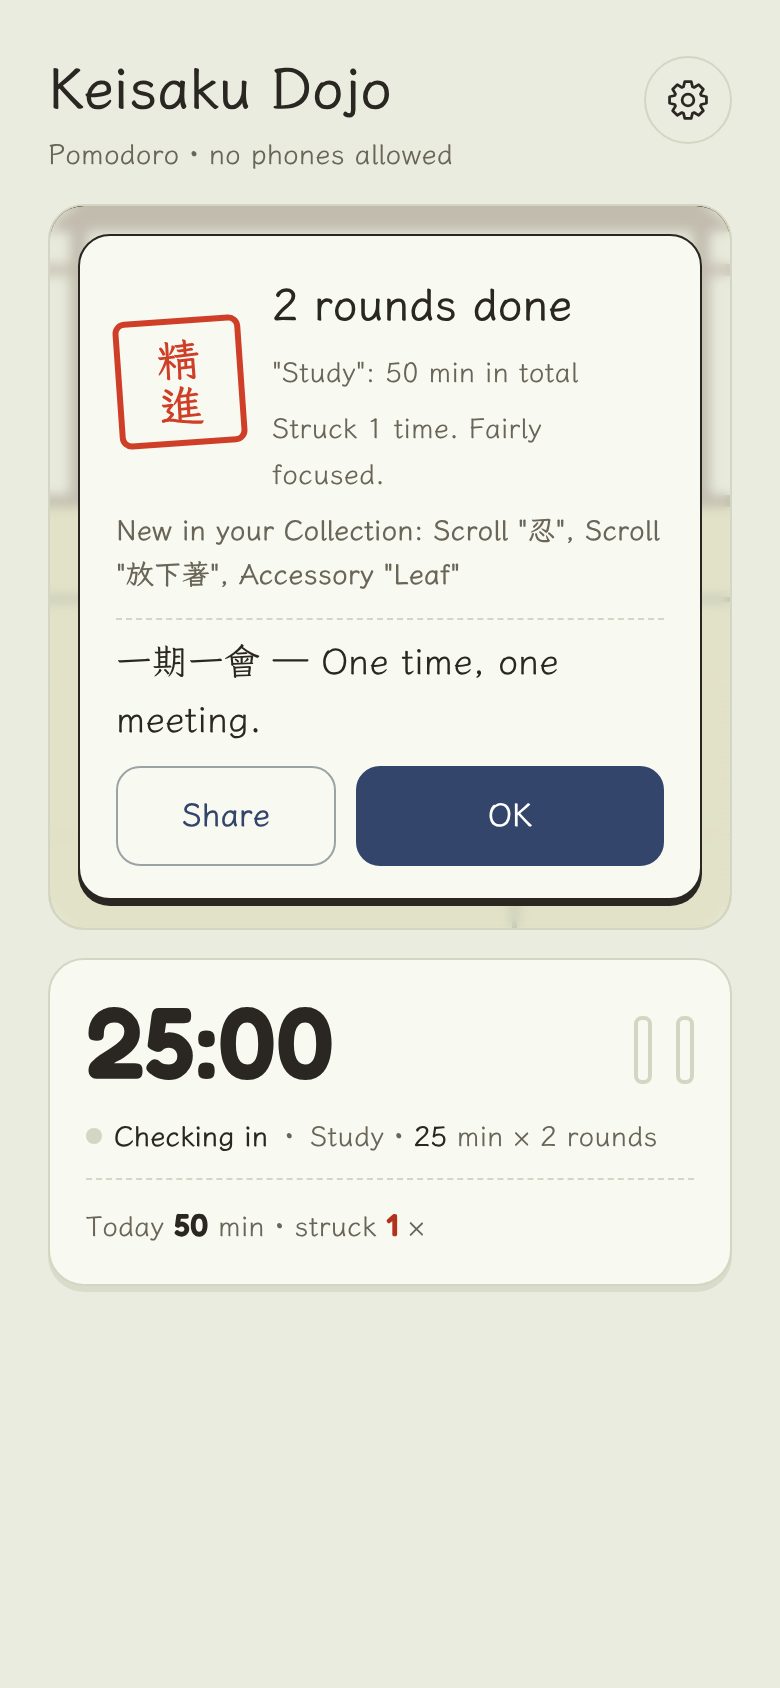 Keisaku Dojo
Pomodoro • no phones allowed
2 rounds done
精
進
"Study": 50 min in total
Struck 1 time. Fairly
focused.
New in your Collection: Scroll "忍", Scroll
"放下著", Accessory "Leaf"
一期一會 — One time, one
meeting.
Share
OK
25:00
Checking in • Study • 25 min × 2 rounds
Today 50 min • struck 1 ×